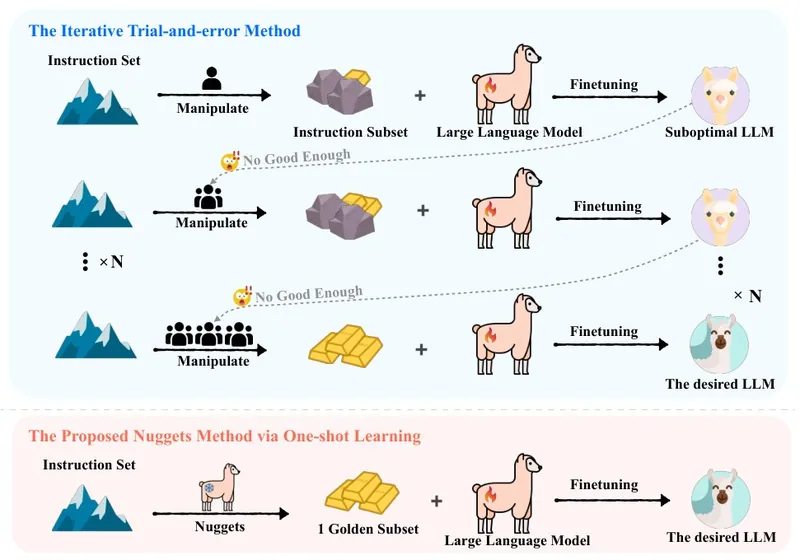 The Iterative Trial-and-error Method
Instruction Set
Manipulate
Instruction Subset
+
Large Language Model
Finetuning
Suboptimal LLM
No Good Enough
Manipulate
+
Finetuning
× N
× N
No Good Enough
Manipulate
+
Finetuning
The desired LLM
The Proposed Nuggets Method via One-shot Learning
Instruction Set
Nuggets
1 Golden Subset
+
Large Language Model
Finetuning
The desired LLM